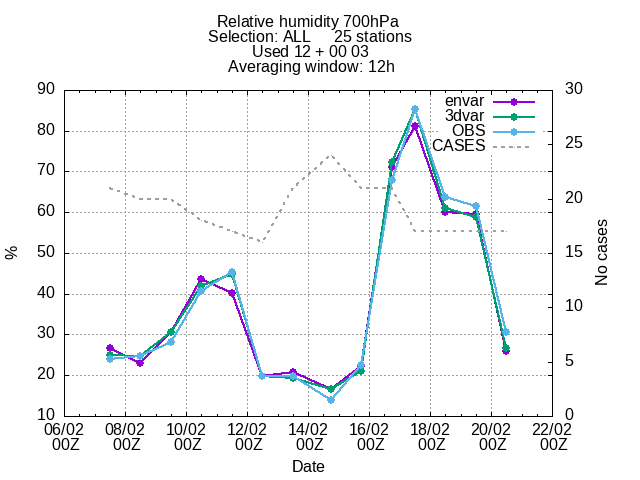 Relative humidity 700hPa
Selection: ALL 25 stations
Used 12 + 00 03
Averaging window: 12h
90 30
envar
3dvar
OBS
CASES
80 25
70
60 20
50 15
40 10
30
20 5
10 0
%
No cases
06/02 08/02 10/02 12/02 14/02 16/02 18/02 20/02 22/02
00Z 00Z 00Z 00Z 00Z 00Z 00Z 00Z 00Z
Date